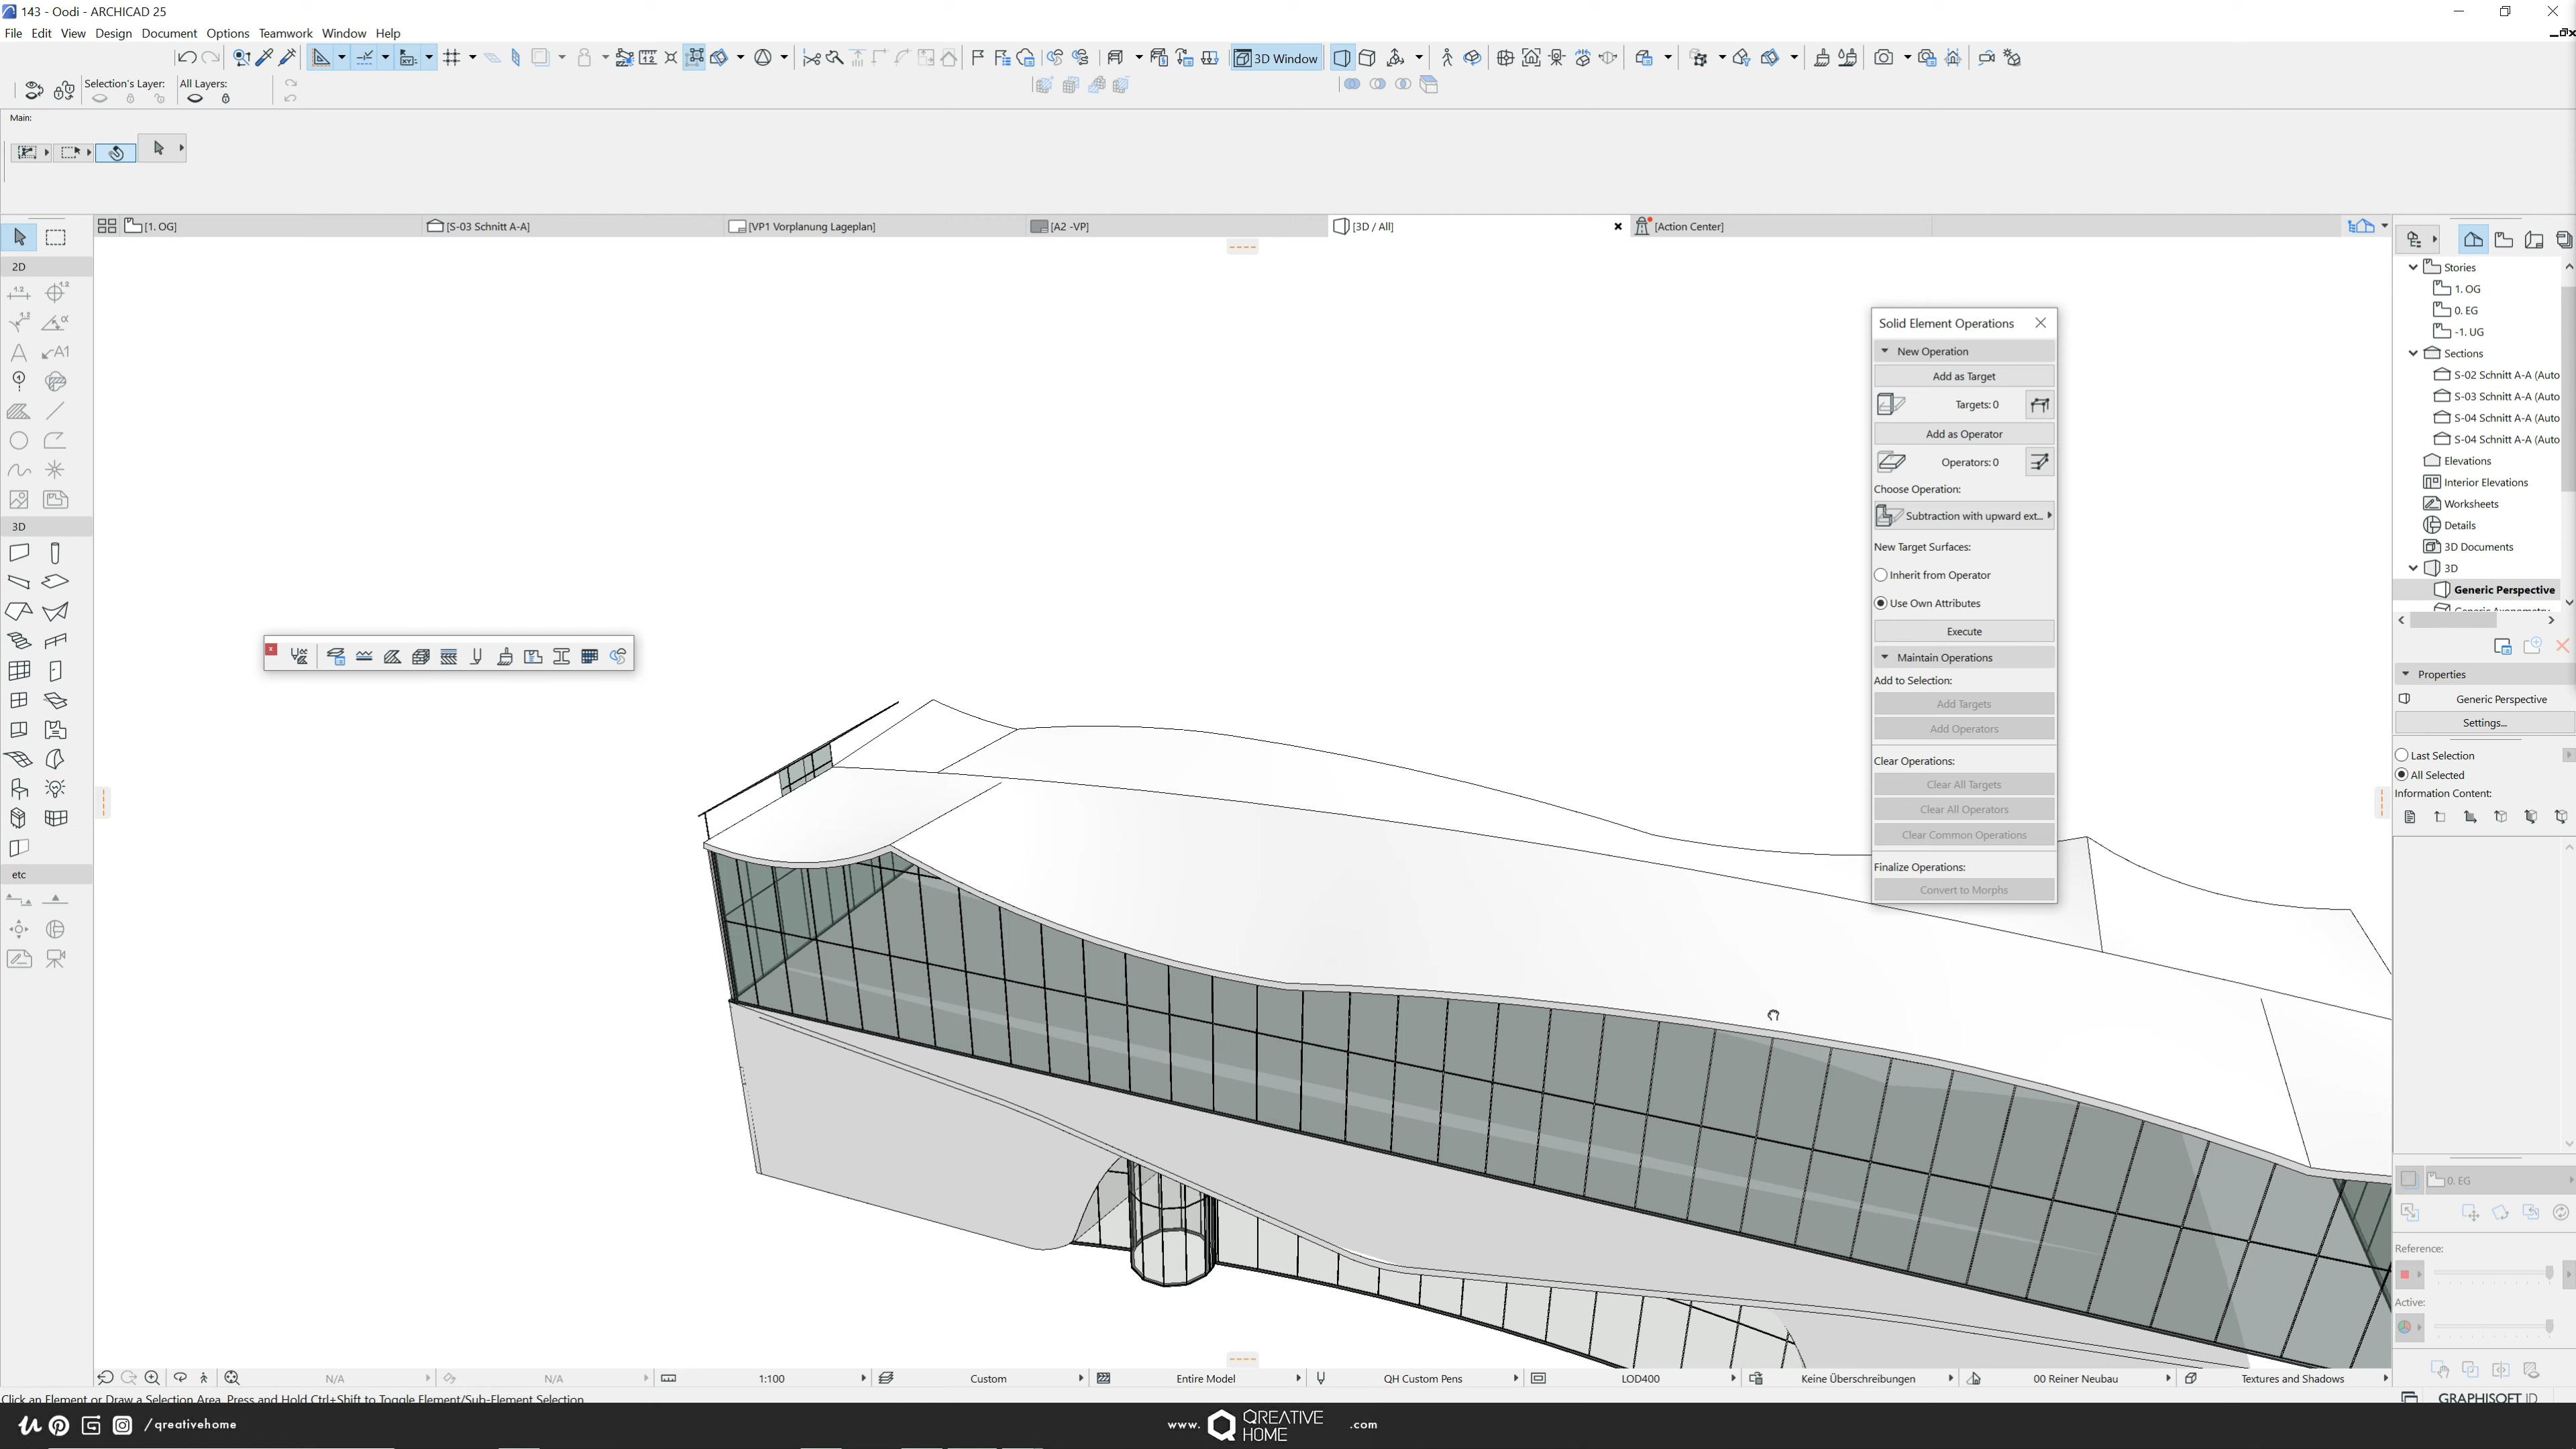 143 - Oodi - ARCHICAD 25
File Edit View Design Document Options Teamwork Window Help
3D Window
Selection's Layer:
All Layers:
Main:
[1. OG]
[S-03 Schnitt A-A]
[VP1 Vorplanung Lageplan]
[A2 -VP]
[3D / All]
[Action Center]
2D
3D
etc
Solid Element Operations
New Operation
Add as Target
Targets: 0
Add as Operator
Operators: 0
Choose Operation:
Subtraction with upward ext...
New Target Surfaces:
Inherit from Operator
Use Own Attributes
Execute
Maintain Operations
Add to Selection:
Add Targets
Add Operators
Clear Operations:
Clear All Targets
Clear All Operators
Clear Common Operations
Finalize Operations:
Convert to Morphs
Stories
1. OG
0. EG
-1. UG
Sections
S-02 Schnitt A-A (Auto
S-03 Schnitt A-A (Auto
S-04 Schnitt A-A (Auto
S-04 Schnitt A-A (Auto
Elevations
Interior Elevations
Worksheets
Details
3D Documents
3D
Generic Perspective
Properties
Generic Perspective
Settings...
Last Selection
All Selected
Information Content:
0. EG
Reference:
Active:
N/A
N/A
1:100
Custom
Entire Model
QH Custom Pens
LOD400
Keine Überschreibungen
00 Reiner Neubau
Textures and Shadows
Click an Element or Draw a Selection Area. Press and Hold Ctrl+Shift to Toggle Element/Sub-Element Selection
GRAPHISOFT ID
/qreativehome
www. QREATIVE HOME .com